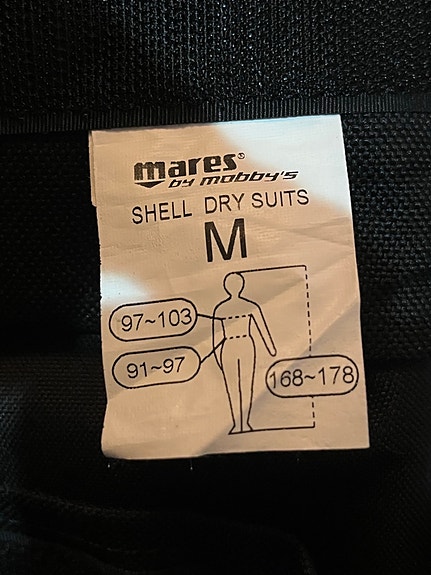 mares®
by mobby's
SHELL DRY SUITS
M
97~103
91~97
168~178